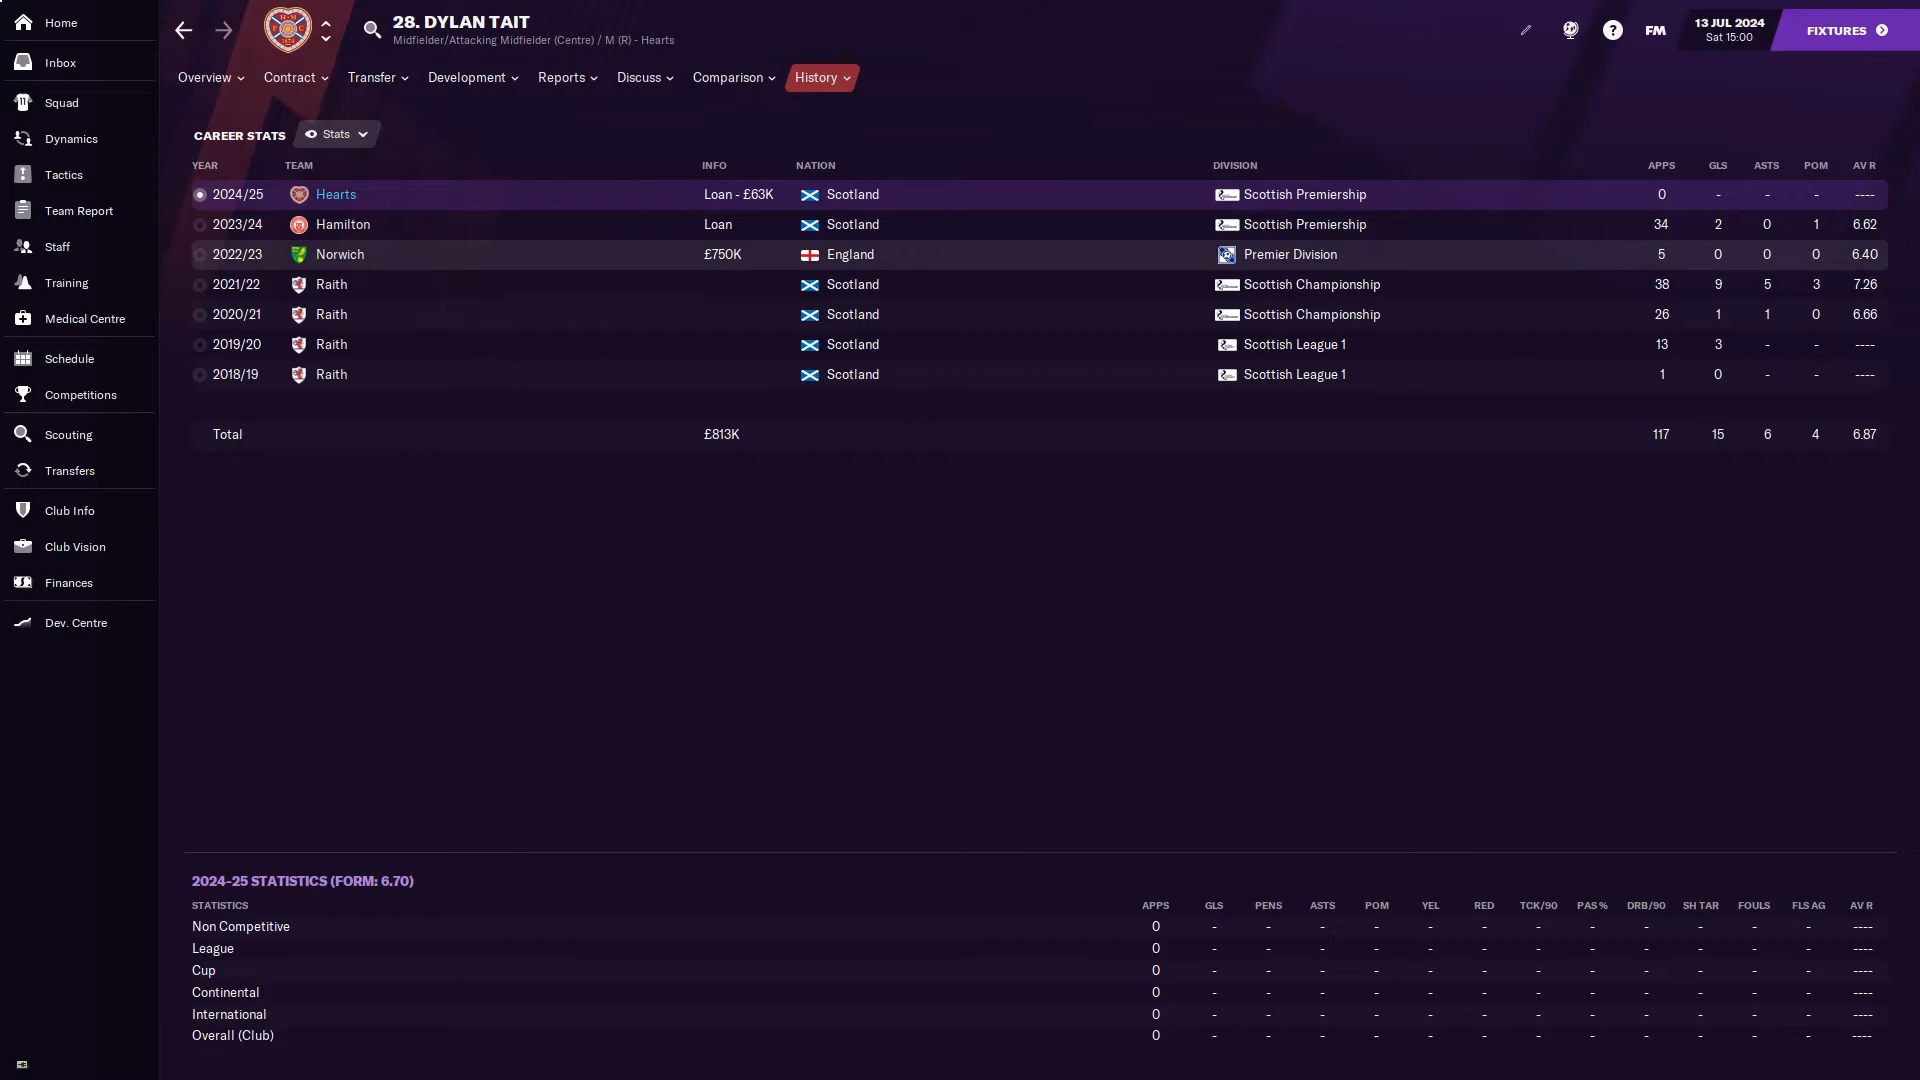 Home
Inbox
Squad
Dynamics
Tactics
Team Report
Staff
Training
Medical Centre
Schedule
Competitions
Scouting
Transfers
Club Info
Club Vision
Finances
Dev. Centre
28. DYLAN TAIT
Midfielder/Attacking Midfielder (Centre) / M (R) - Hearts
FM
13 JUL 2024
Sat 15:00
FIXTURES
Overview Contract Transfer Development Reports Discuss Comparison History
CAREER STATS Stats
YEAR TEAM INFO NATION DIVISION APPS GLS ASTS POM AV R
2024/25 Hearts Loan - £63K Scotland Scottish Premiership 0 - - - ----
2023/24 Hamilton Loan Scotland Scottish Premiership 34 2 0 1 6.62
2022/23 Norwich £750K England Premier Division 5 0 0 0 6.40
2021/22 Raith Scotland Scottish Championship 38 9 5 3 7.26
2020/21 Raith Scotland Scottish Championship 26 1 1 0 6.66
2019/20 Raith Scotland Scottish League 1 13 3 - - ----
2018/19 Raith Scotland Scottish League 1 1 0 - - ----
Total £813K 117 15 6 4 6.87
2024-25 STATISTICS (FORM: 6.70)
STATISTICS APPS GLS PENS ASTS POM YEL RED TCK/90 PAS % DRB/90 SH TAR FOULS FLS AG AV R
Non Competitive 0 - - - - - - - - - - - - ----
League 0 - - - - - - - - - - - - ----
Cup 0 - - - - - - - - - - - - ----
Continental 0 - - - - - - - - - - - - ----
International 0 - - - - - - - - - - - - ----
Overall (Club) 0 - - - - - - - - - - - - ----